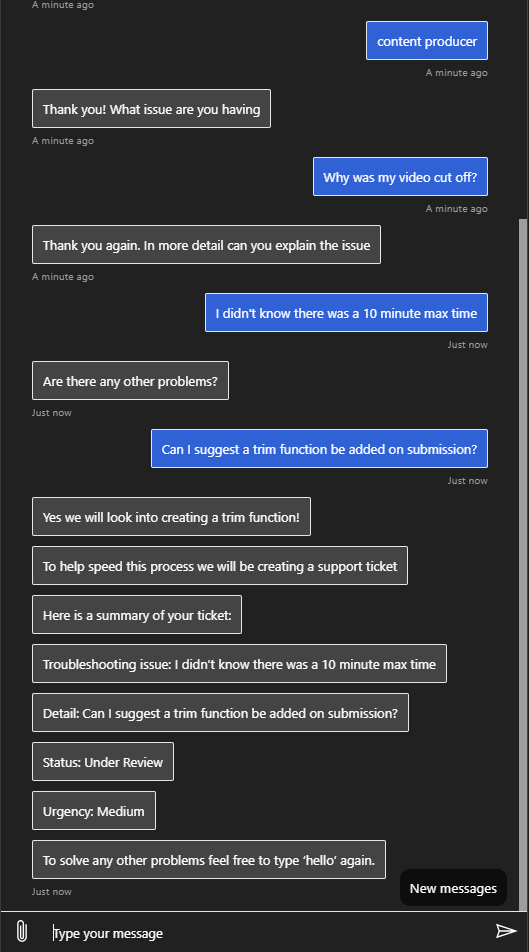 A minute ago
content producer
A minute ago
Thank you! What issue are you having
A minute ago
Why was my video cut off?
A minute ago
Thank you again. In more detail can you explain the issue
A minute ago
I didn't know there was a 10 minute max time
Just now
Are there any other problems?
Just now
Can I suggest a trim function be added on submission?
Just now
Yes we will look into creating a trim function!
To help speed this process we will be creating a support ticket
Here is a summary of your ticket:
Troubleshooting issue: I didn't know there was a 10 minute max time
Detail: Can I suggest a trim function be added on submission?
Status: Under Review
Urgency: Medium
To solve any other problems feel free to type ‘hello’ again.
Just now
New messages
Type your message